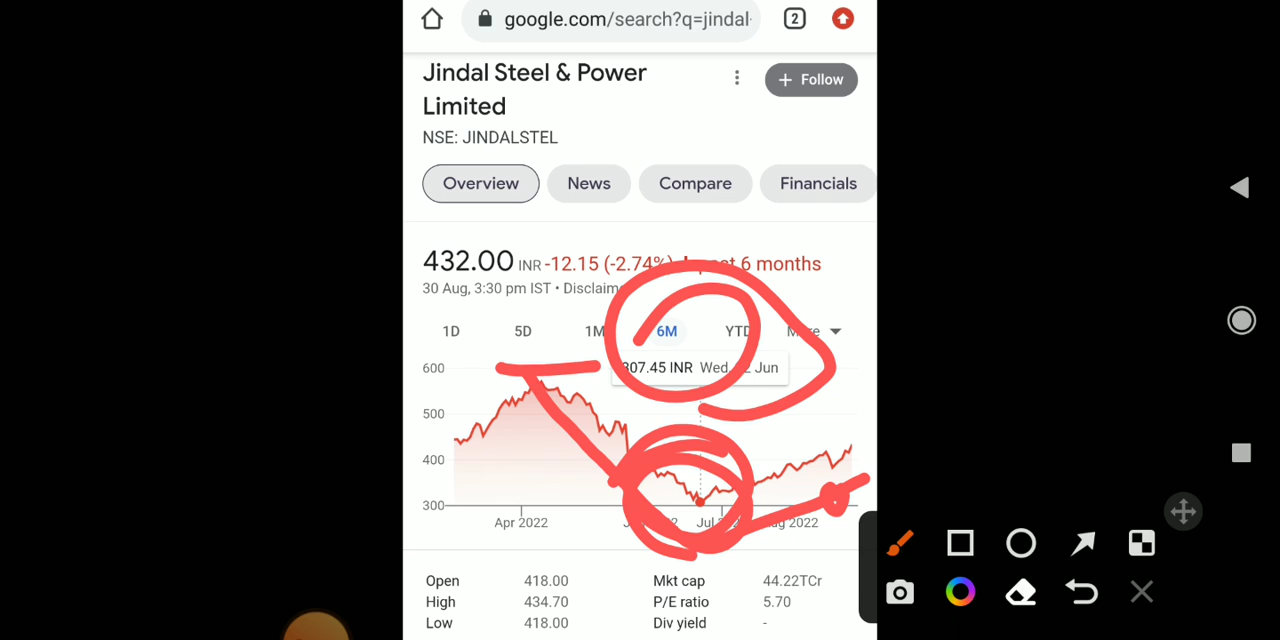 2
google.com/search?q=jindal
Jindal Steel & Power
Limited
+ Follow
NSE: JINDALSTEL
Overview News Compare Financials
432.00 INR -12.15 (-2.74%) past 6 months
30 Aug, 3:30 pm IST • Disclaim
1D 5D 1M 6M YTD
07.45 INR Wed, Jun
600
500
400
300
Apr 2022 Jul 2022
Open 418.00 Mkt cap 44.22TCr
High 434.70 P/E ratio 5.70
Low 418.00 Div yield -